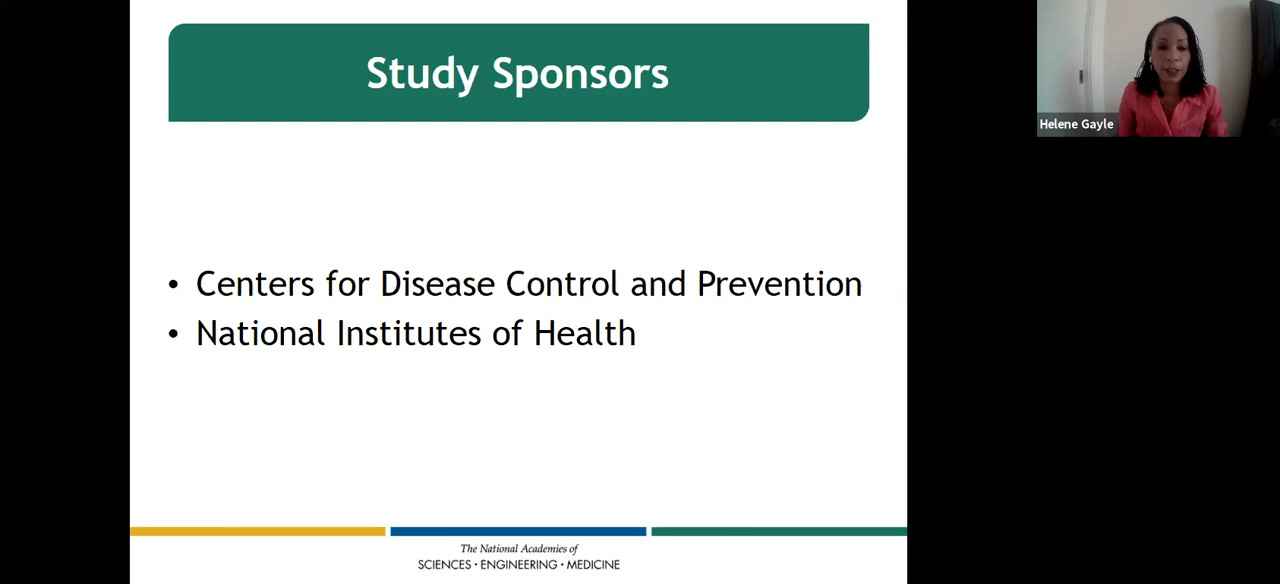 Study Sponsors
Helene Gayle
• Centers for Disease Control and Prevention
• National Institutes of Health
The National Academies of
SCIENCES • ENGINEERING • MEDICINE